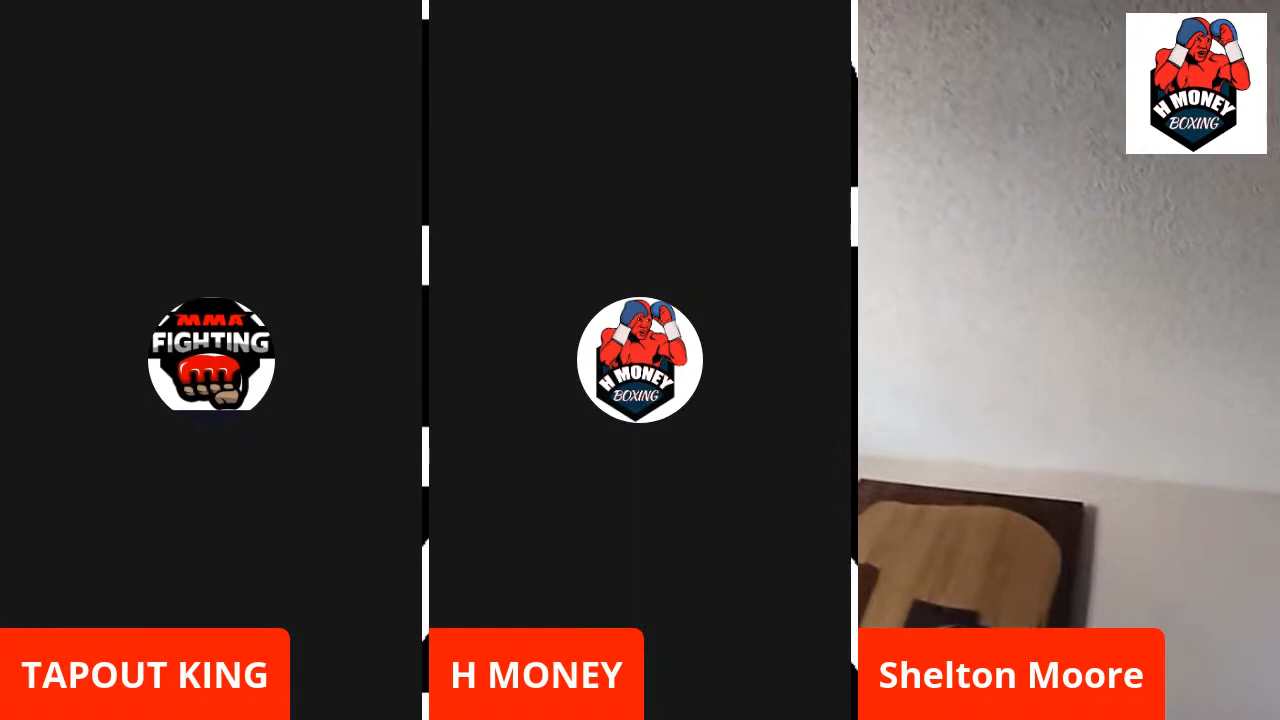 MMA
FIGHTING
TAPOUT KING
H MONEY
BOXING
H MONEY
H MONEY
BOXING
Shelton Moore